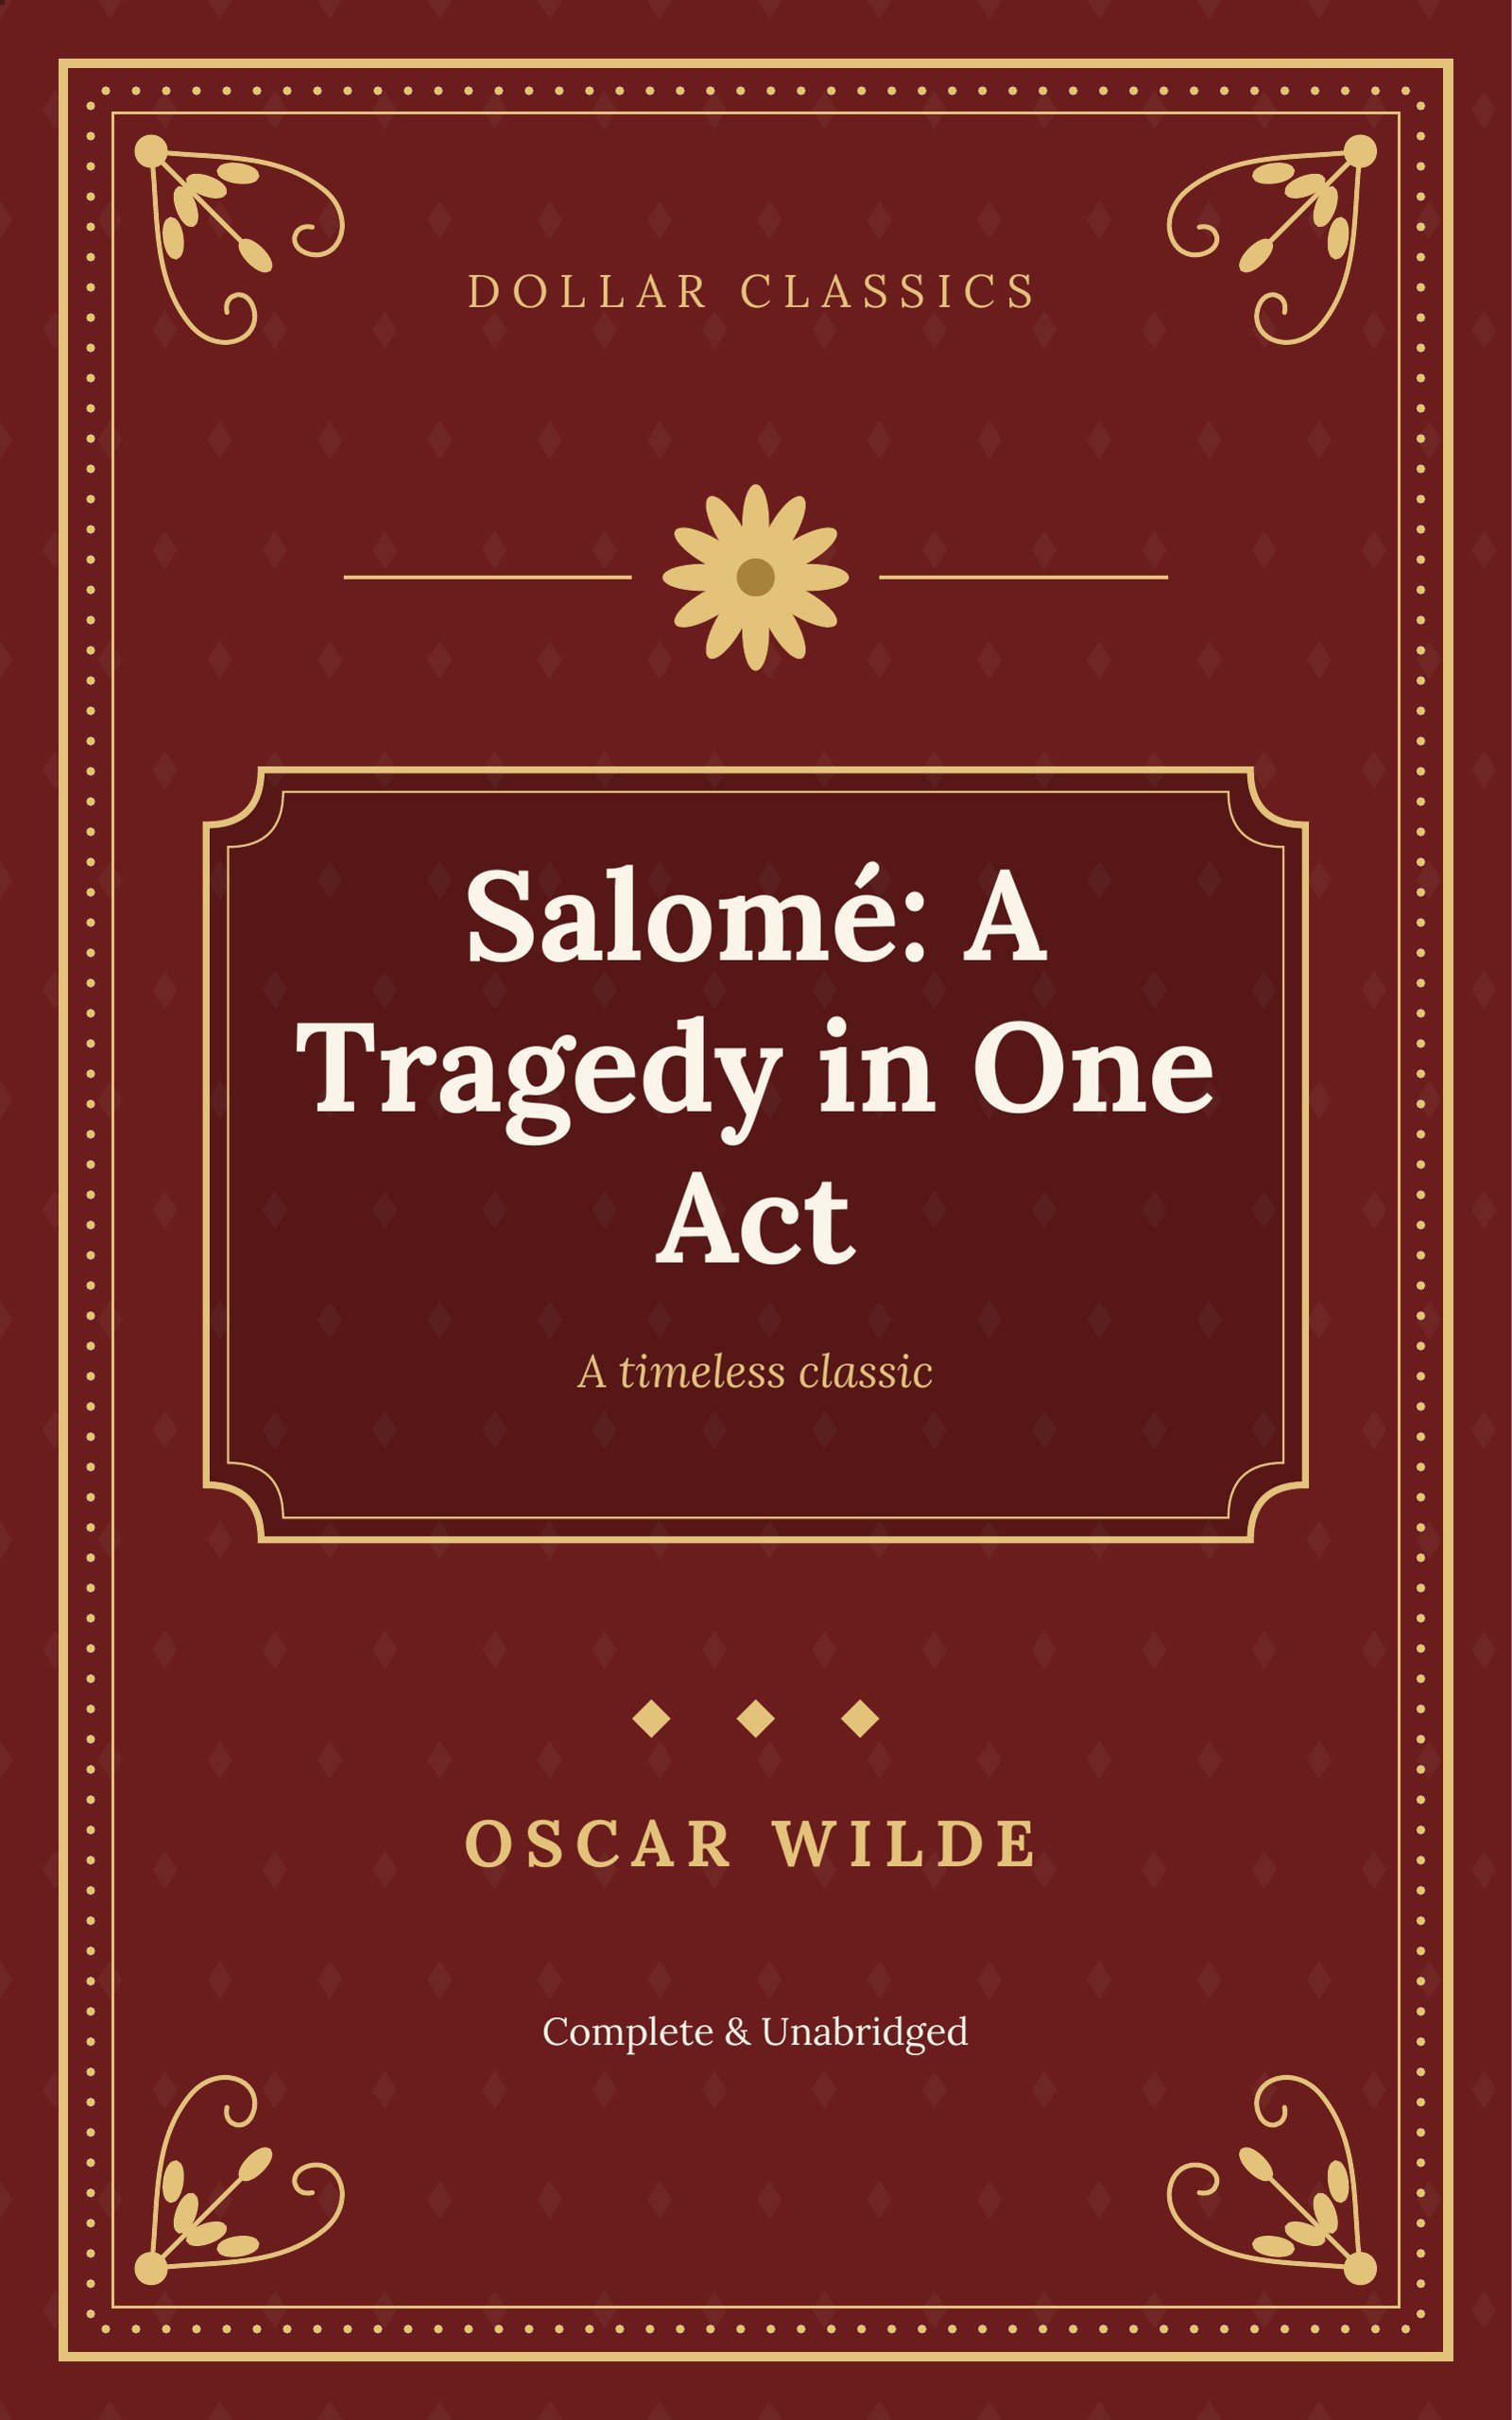 DOLLAR CLASSICS
Salomé: A
Tragedy in One
Act
A timeless classic
OSCAR WILDE
Complete & Unabridged